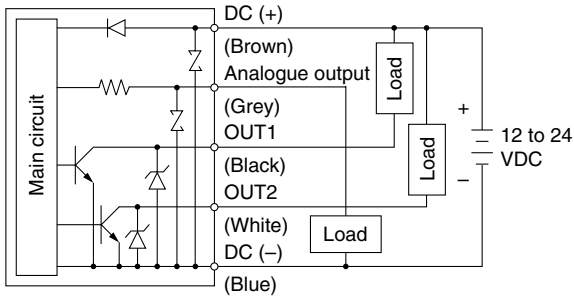 DC (+)
(Brown)
Analogue output
(Grey)
OUT1
(Black)
OUT2
(White)
DC (–)
(Blue)
Main circuit
Load
Load
Load
+
–
12 to 24
VDC